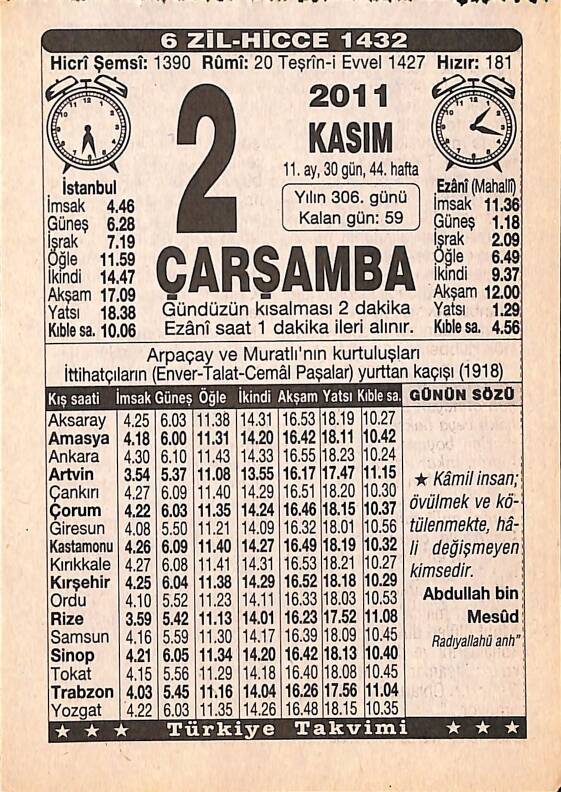 6 ZİL-HİCCE 1432
Hicrî Şemsî: 1390 Rûmî: 20 Teşrîn-i Evvel 1427 Hızır: 181
2
2011
KASIM
11. ay, 30 gün, 44. hafta
Yılın 306. günü
Kalan gün: 59
İstanbul
İmsak 4.46
Güneş 6.28
İşrak 7.19
Öğle 11.59
İkindi 14.47
Akşam 17.09
Yatsı 18.38
Kıble sa. 10.06
Ezânî (Mahallî)
İmsak 11.36
Güneş 1.18
İşrak 2.09
Öğle 6.49
İkindi 9.37
Akşam 12.00
Yatsı 1.29
Kıble sa. 4.56
ÇARŞAMBA
Gündüzün kısalması 2 dakika
Ezânî saat 1 dakika ileri alınır.
Arpaçay ve Muratlı'nın kurtuluşları
İttihatçıların (Enver-Talat-Cemâl Paşalar) yurttan kaçışı (1918)
Kış saati İmsak Güneş Öğle İkindi Akşam Yatsı Kıble sa.
Aksaray 4.25 6.03 11.38 14.31 16.53 18.19 10.27
Amasya 4.18 6.00 11.31 14.20 16.42 18.11 10.42
Ankara 4.30 6.10 11.43 14.33 16.55 18.23 10.24
Artvin 3.54 5.37 11.08 13.55 16.17 17.47 11.15
Çankırı 4.27 6.09 11.40 14.29 16.51 18.20 10.30
Çorum 4.22 6.03 11.35 14.24 16.46 18.15 10.37
Giresun 4.08 5.50 11.21 14.09 16.32 18.01 10.56
Kastamonu 4.26 6.09 11.40 14.27 16.49 18.19 10.32
Kırıkkale 4.27 6.08 11.41 14.31 16.53 18.21 10.27
Kırşehir 4.25 6.04 11.38 14.29 16.52 18.18 10.29
Ordu 4.10 5.52 11.23 14.11 16.33 18.03 10.53
Rize 3.59 5.42 11.13 14.01 16.23 17.52 11.08
Samsun 4.16 5.59 11.30 14.17 16.39 18.09 10.45
Sinop 4.21 6.05 11.34 14.20 16.42 18.13 10.40
Tokat 4.15 5.56 11.29 14.18 16.40 18.08 10.45
Trabzon 4.03 5.45 11.16 14.04 16.26 17.56 11.04
Yozgat 4.22 6.03 11.35 14.26 16.48 18.15 10.35
GÜNÜN SÖZÜ
★ Kâmil insan;
övülmek ve kö-
tülenmekte, hâ-
li değişmeyen
kimsedir.
Abdullah bin
Mesûd
Radıyallahü anh"
★ ★ ★ Türkiye Takvimi ★ ★ ★